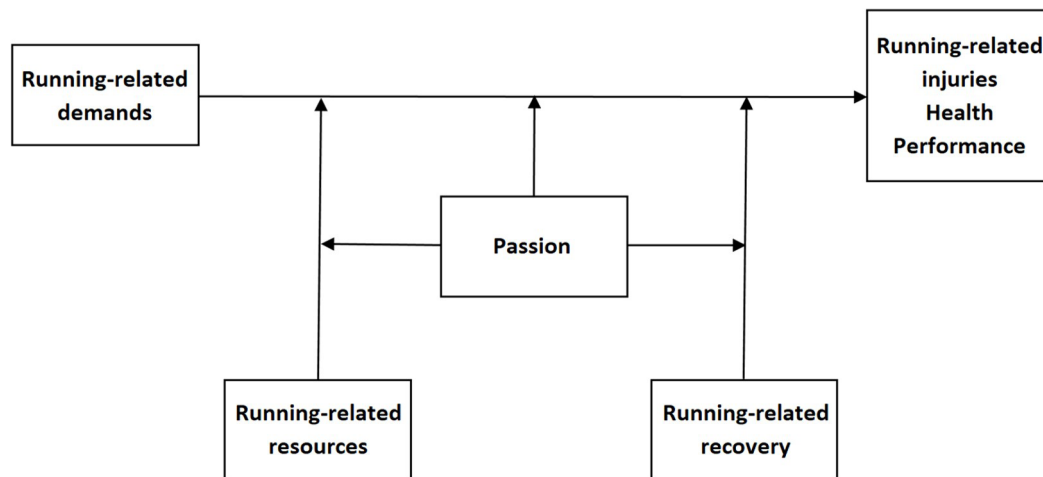 Running-related
demands
Running-related
injuries
Health
Performance
Passion
Running-related
resources
Running-related
recovery